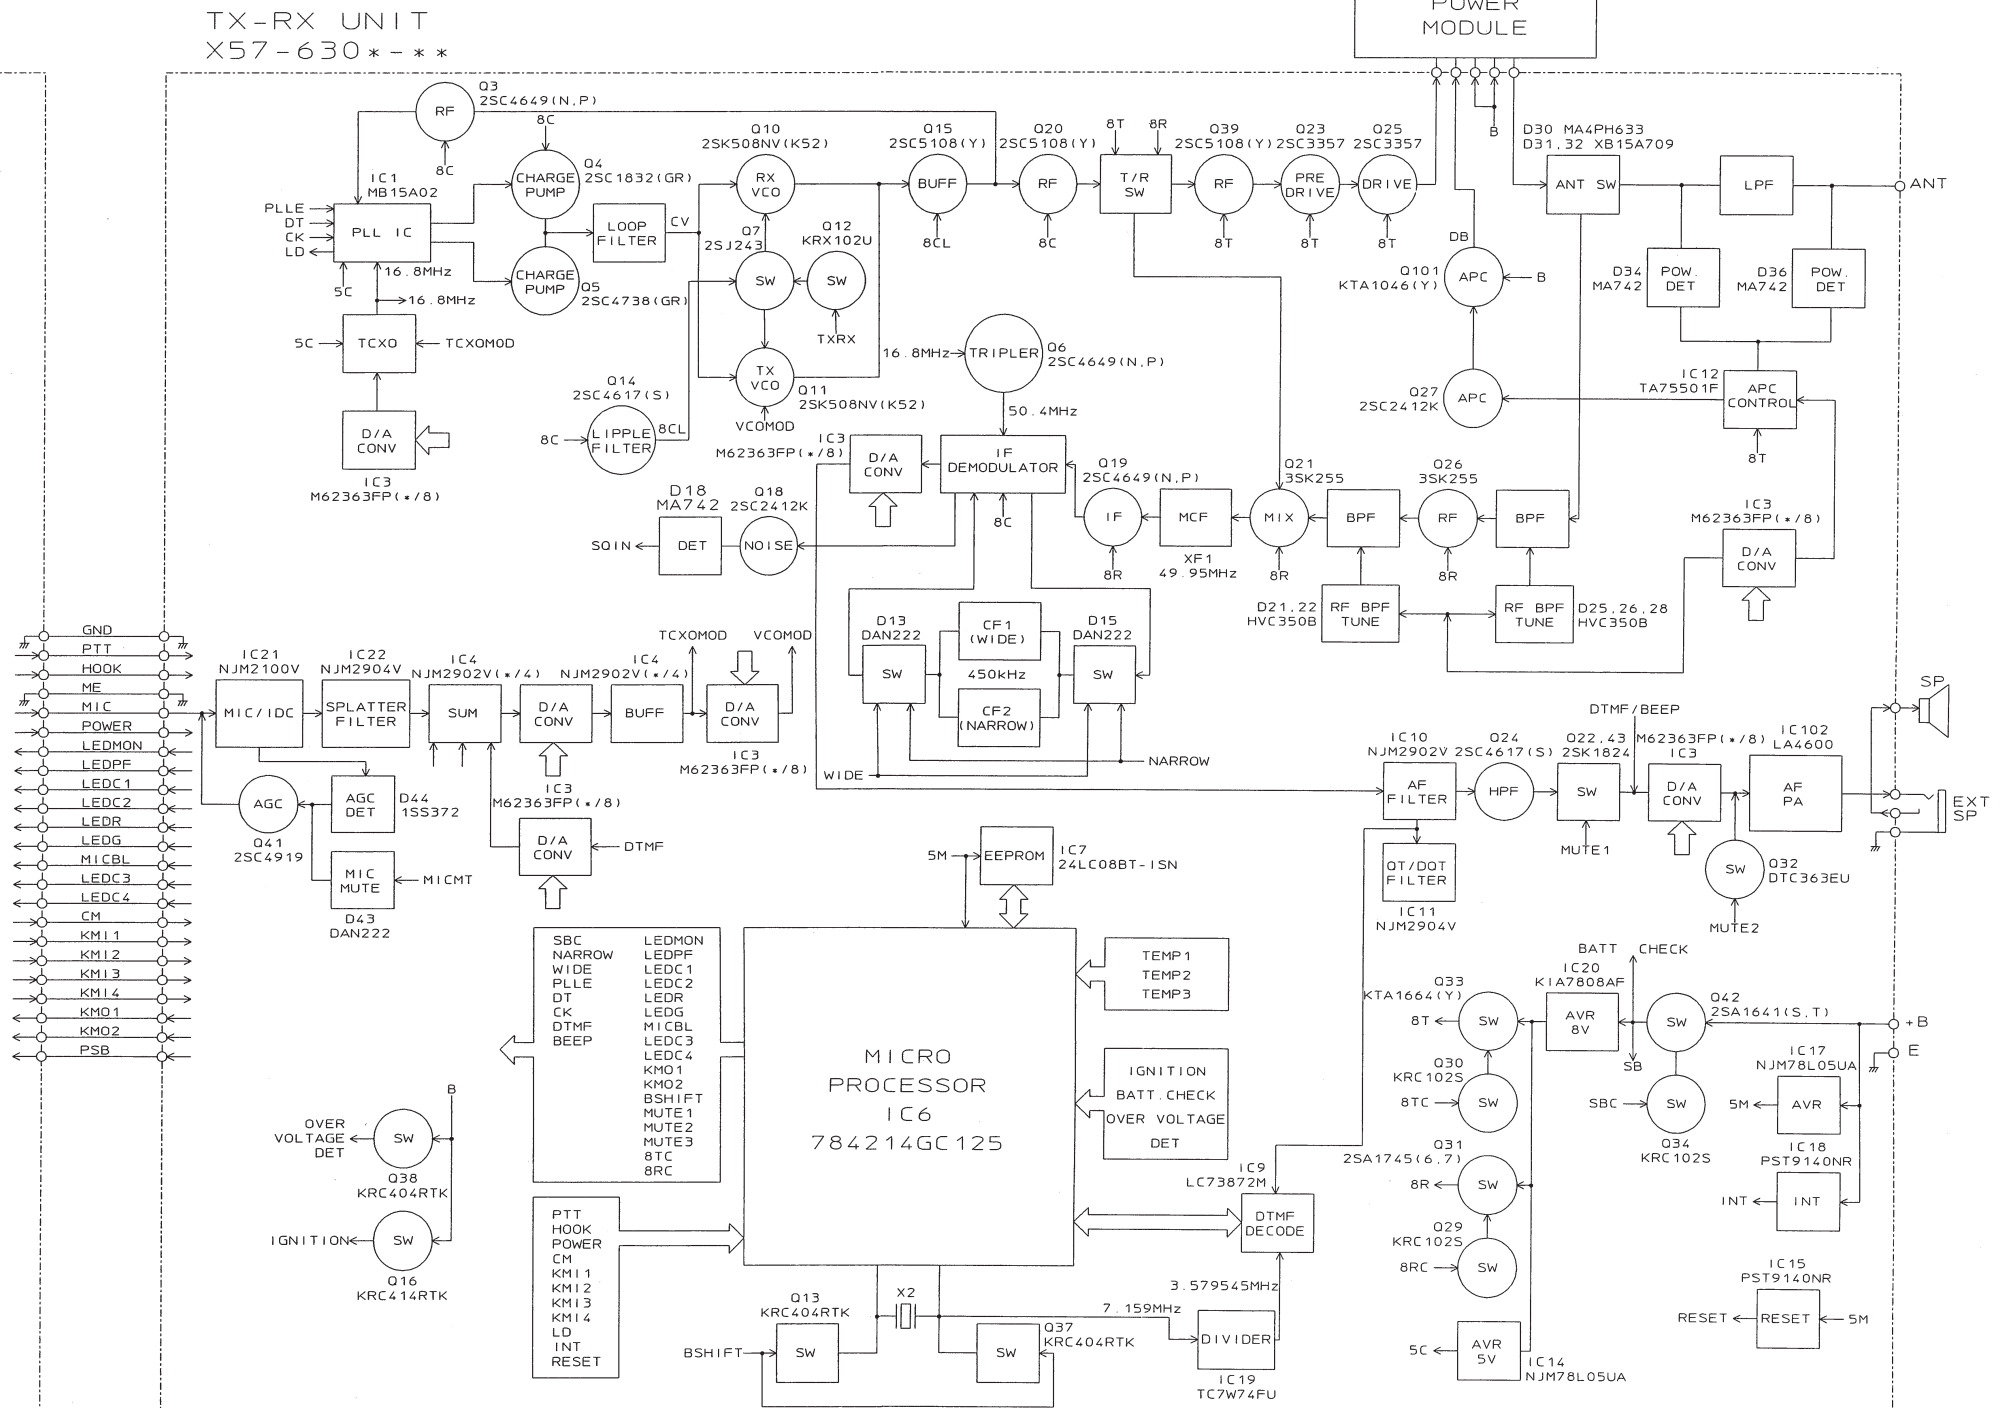 TX-RX UNIT
X57-630*-**
POWER
MODULE
Q3
2SC4649(N,P)
RF
8C
8C
IC1
MB15A02
PLLE
DT
CK
LD
PLL IC
16.8MHz
16.8MHz
5C
5C
TCXO
TCXOMOD
D/A
CONV
IC3
M62363FP(*/8)
CHARGE
PUMP
Q4
2SC1832(GR)
CHARGE
PUMP
Q5
2SC4738(GR)
LOOP
FILTER
CV
Q10
2SK508NV(K52)
RX
VCO
Q7
2SJ243
SW
Q12
KRX102U
SW
TXRX
TX
VCO
Q11
2SK508NV(K52)
VCOMOD
Q14
2SC4617(S)
8C
LIPPLE
FILTER
8CL
Q15
2SC5108(Y)
BUFF
8CL
Q20
2SC5108(Y)
RF
8C
8T
8R
T/R
SW
Q39
2SC5108(Y)
RF
8T
Q23
2SC3357
PRE
DRIVE
8T
Q25
2SC3357
DRIVE
8T
B
D30 MA4PH633
D31,32 XB15A709
ANT SW
LPF
ANT
DB
Q101
KTA1046(Y)
APC
B
D34
MA742
POW.
DET
D36
MA742
POW.
DET
Q27
2SC2412K
APC
IC12
TA75501F
APC
CONTROL
8T
IC3
M62363FP(*/8)
D/A
CONV
16.8MHz
TRIPLER
Q6
2SC4649(N,P)
50.4MHz
IC3
M62363FP(*/8)
D/A
CONV
IF
DEMODULATOR
8C
Q19
2SC4649(N,P)
IF
8R
MCF
XF1
49.95MHz
Q21
3SK255
MIX
8R
BPF
Q26
3SK255
RF
8R
BPF
D21,22
HVC350B
RF BPF
TUNE
RF BPF
TUNE
D25,26,28
HVC350B
D18
MA742
Q18
2SC2412K
SQIN
DET
NOISE
D13
DAN222
SW
CF1
(WIDE)
450kHz
CF2
(NARROW)
D15
DAN222
SW
WIDE
NARROW
GND
PTT
HOOK
ME
MIC
POWER
LEDMON
LEDPF
LEDC1
LEDC2
LEDR
LEDG
MICBL
LEDC3
LEDC4
CM
KMI1
KMI2
KMI3
KMI4
KMO1
KMO2
PSB
IC21
NJM2100V
MIC/IDC
IC22
NJM2904V
SPLATTER
FILTER
IC4
NJM2902V(*/4)
SUM
D/A
CONV
IC3
M62363FP(*/8)
IC4
NJM2902V(*/4)
BUFF
TCXOMOD
VCOMOD
D/A
CONV
IC3
M62363FP(*/8)
AGC
Q41
2SC4919
AGC
DET
D44
1SS372
MIC
MUTE
MICMT
D43
DAN222
D/A
CONV
DTMF
IC10
NJM2902V
AF
FILTER
Q24
2SC4617(S)
HPF
Q22,43
2SK1824
SW
MUTE1
DTMF/BEEP
M62363FP(*/8)
IC3
D/A
CONV
IC102
LA4600
AF
PA
SP
EXT
SP
SW
Q32
DTC363EU
MUTE2
QT/DQT
FILTER
IC11
NJM2904V
5M
EEPROM
IC7
24LC08BT-ISN
SBC
NARROW
WIDE
PLLE
DT
CK
DTMF
BEEP
LEDMON
LEDPF
LEDC1
LEDC2
LEDR
LEDG
MICBL
LEDC3
LEDC4
KMO1
KMO2
BSHIFT
MUTE1
MUTE2
MUTE3
8TC
8RC
MICRO
PROCESSOR
IC6
784214GC125
TEMP1
TEMP2
TEMP3
IGNITION
BATT.CHECK
OVER VOLTAGE
DET
PTT
HOOK
POWER
CM
KMI1
KMI2
KMI3
KMI4
LD
INT
RESET
B
OVER
VOLTAGE
DET
SW
Q38
KRC404RTK
IGNITION
SW
Q16
KRC414RTK
IC9
LC73872M
DTMF
DECODE
3.579545MHz
7.159MHz
DIVIDER
IC19
TC7W74FU
X2
Q13
KRC404RTK
BSHIFT
SW
SW
Q37
KRC404RTK
BATT CHECK
Q33
KTA1664(Y)
8T
SW
IC20
KIA7808AF
AVR
8V
SB
Q42
2SA1641(S,T)
SW
+B
E
Q30
KRC102S
8TC
SW
SBC
SW
Q34
KRC102S
IC17
NJM78L05UA
5M
AVR
IC18
PST9140NR
INT
INT
Q31
2SA1745(6,7)
8R
SW
Q29
KRC102S
8RC
SW
5C
AVR
5V
IC14
NJM78L05UA
IC15
PST9140NR
RESET
RESET
5M